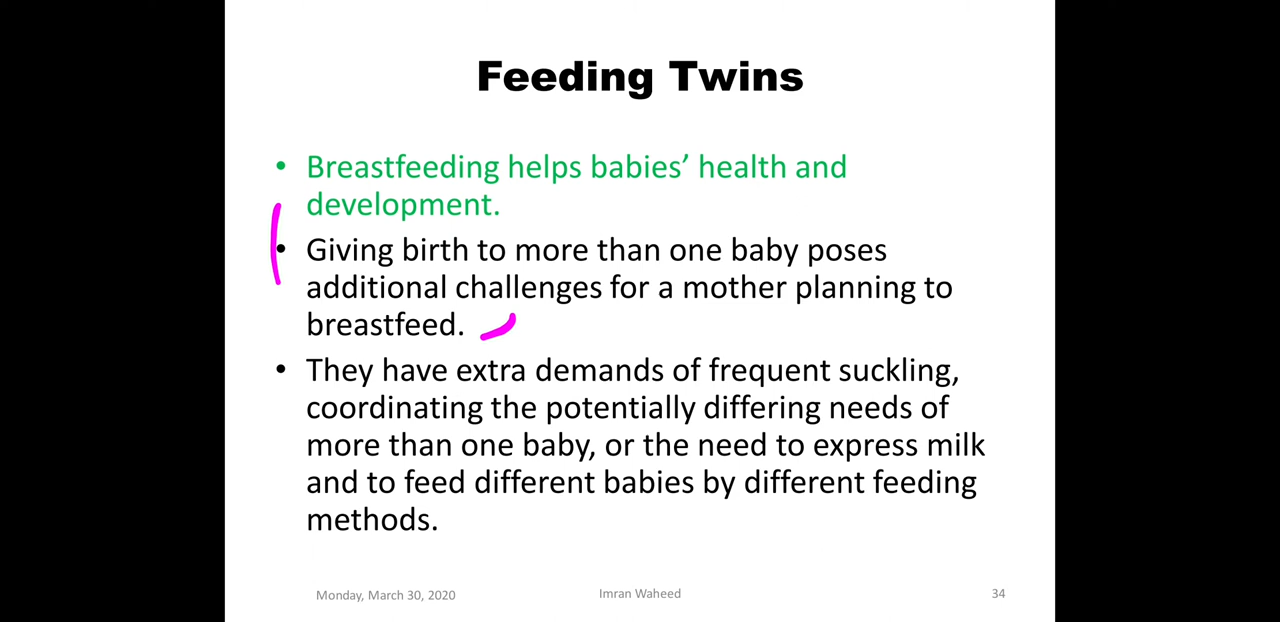 Feeding Twins
• Breastfeeding helps babies’ health and
development.
• Giving birth to more than one baby poses
additional challenges for a mother planning to
breastfeed.
• They have extra demands of frequent suckling,
coordinating the potentially differing needs of
more than one baby, or the need to express milk
and to feed different babies by different feeding
methods.
Monday, March 30, 2020
Imran Waheed
34